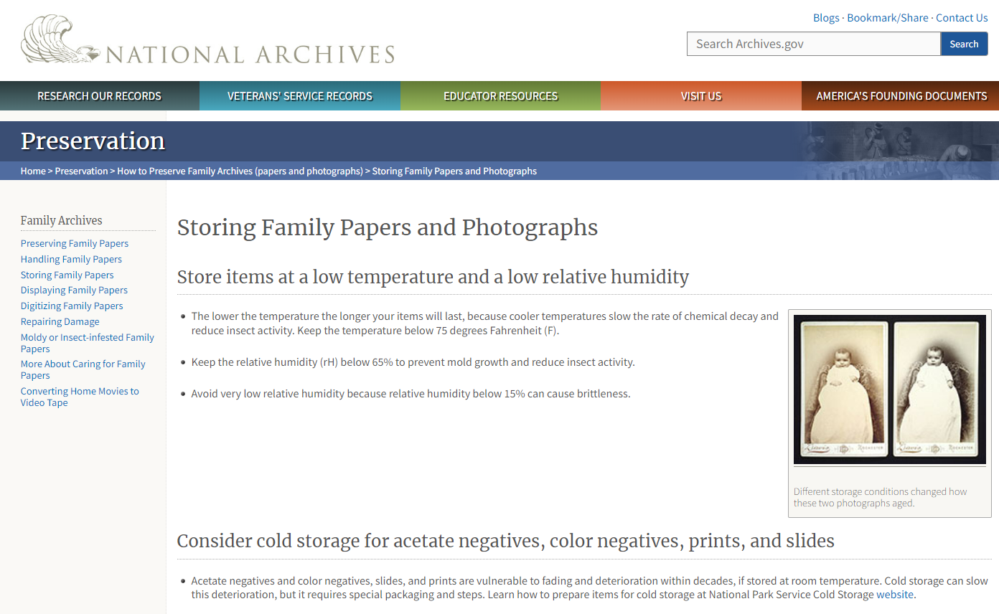 Blogs · Bookmark/Share · Contact Us
NATIONAL ARCHIVES
Search Archives.gov
Search
RESEARCH OUR RECORDS
VETERANS' SERVICE RECORDS
EDUCATOR RESOURCES
VISIT US
AMERICA'S FOUNDING DOCUMENTS
Preservation
Home > Preservation > How to Preserve Family Archives (papers and photographs) > Storing Family Papers and Photographs
Family Archives
Preserving Family Papers
Handling Family Papers
Storing Family Papers
Displaying Family Papers
Digitizing Family Papers
Repairing Damage
Moldy or Insect-infested Family
Papers
More About Caring for Family
Papers
Converting Home Movies to
Video Tape
Storing Family Papers and Photographs
Store items at a low temperature and a low relative humidity
The lower the temperature the longer your items will last, because cooler temperatures slow the rate of chemical decay and
reduce insect activity. Keep the temperature below 75 degrees Fahrenheit (F).
Keep the relative humidity (rH) below 65% to prevent mold growth and reduce insect activity.
Avoid very low relative humidity because relative humidity below 15% can cause brittleness.
ROCHESTER
ROCHESTER
Different storage conditions changed how
these two photographs aged.
Consider cold storage for acetate negatives, color negatives, prints, and slides
Acetate negatives and color negatives, slides, and prints are vulnerable to fading and deterioration within decades, if stored at room temperature. Cold storage can slow
this deterioration, but it requires special packaging and steps. Learn how to prepare items for cold storage at National Park Service Cold Storage website.